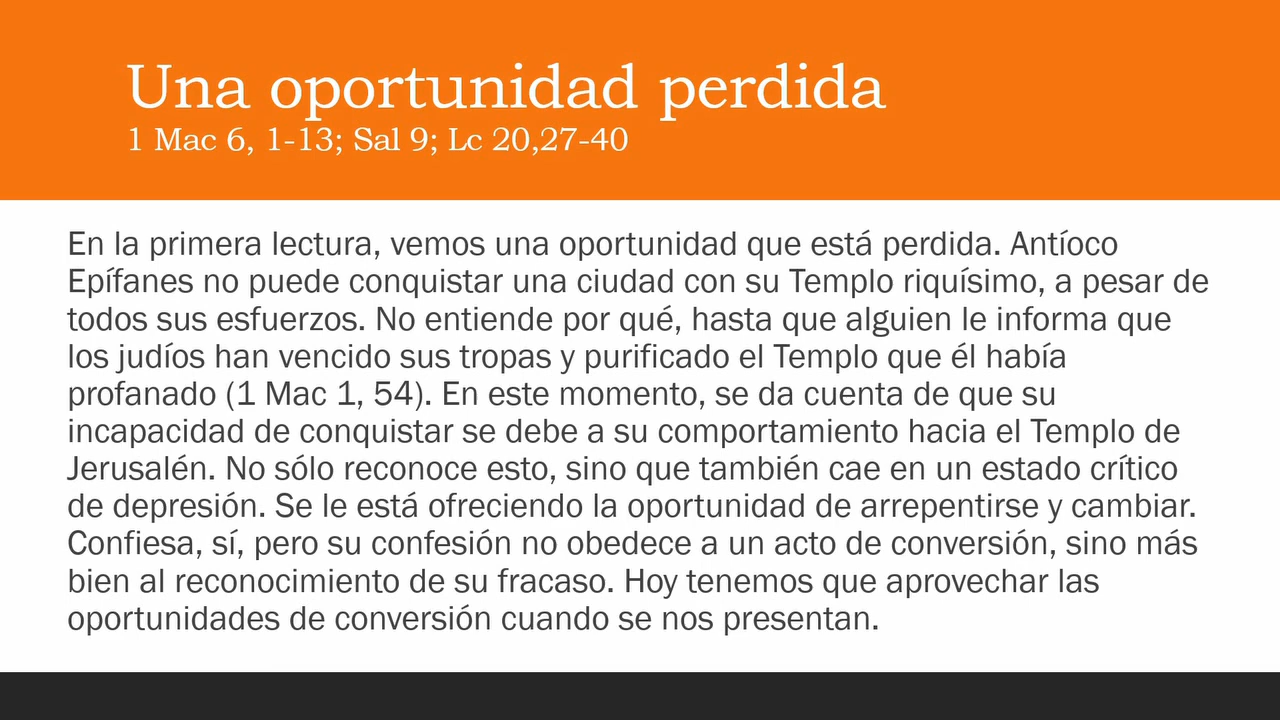 Una oportunidad perdida
1 Mac 6, 1-13; Sal 9; Lc 20,27-40
En la primera lectura, vemos una oportunidad que está perdida. Antíoco
Epífanes no puede conquistar una ciudad con su Templo riquísimo, a pesar de
todos sus esfuerzos. No entiende por qué, hasta que alguien le informa que
los judíos han vencido sus tropas y purificado el Templo que él había
profanado (1 Mac 1, 54). En este momento, se da cuenta de que su
incapacidad de conquistar se debe a su comportamiento hacia el Templo de
Jerusalén. No sólo reconoce esto, sino que también cae en un estado crítico
de depresión. Se le está ofreciendo la oportunidad de arrepentirse y cambiar.
Confiesa, sí, pero su confesión no obedece a un acto de conversión, sino más
bien al reconocimiento de su fracaso. Hoy tenemos que aprovechar las
oportunidades de conversión cuando se nos presentan.